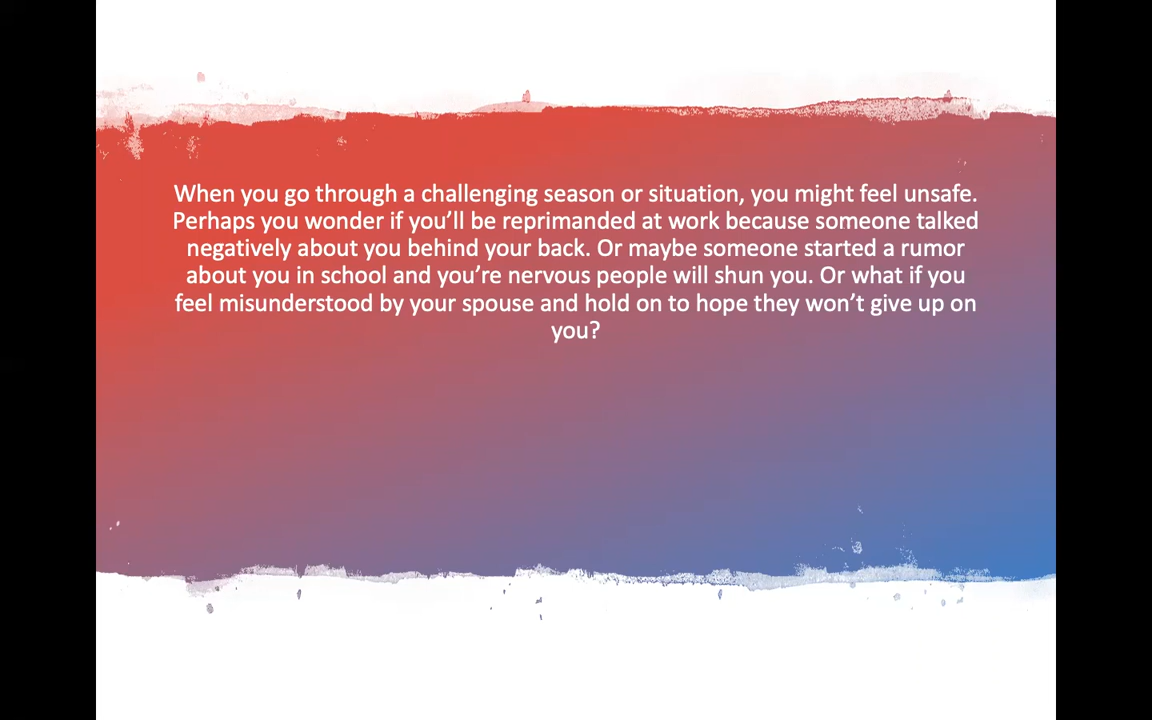 When you go through a challenging season or situation, you might feel unsafe.
Perhaps you wonder if you’ll be reprimanded at work because someone talked
negatively about you behind your back. Or maybe someone started a rumor
about you in school and you’re nervous people will shun you. Or what if you
feel misunderstood by your spouse and hold on to hope they won’t give up on
you?